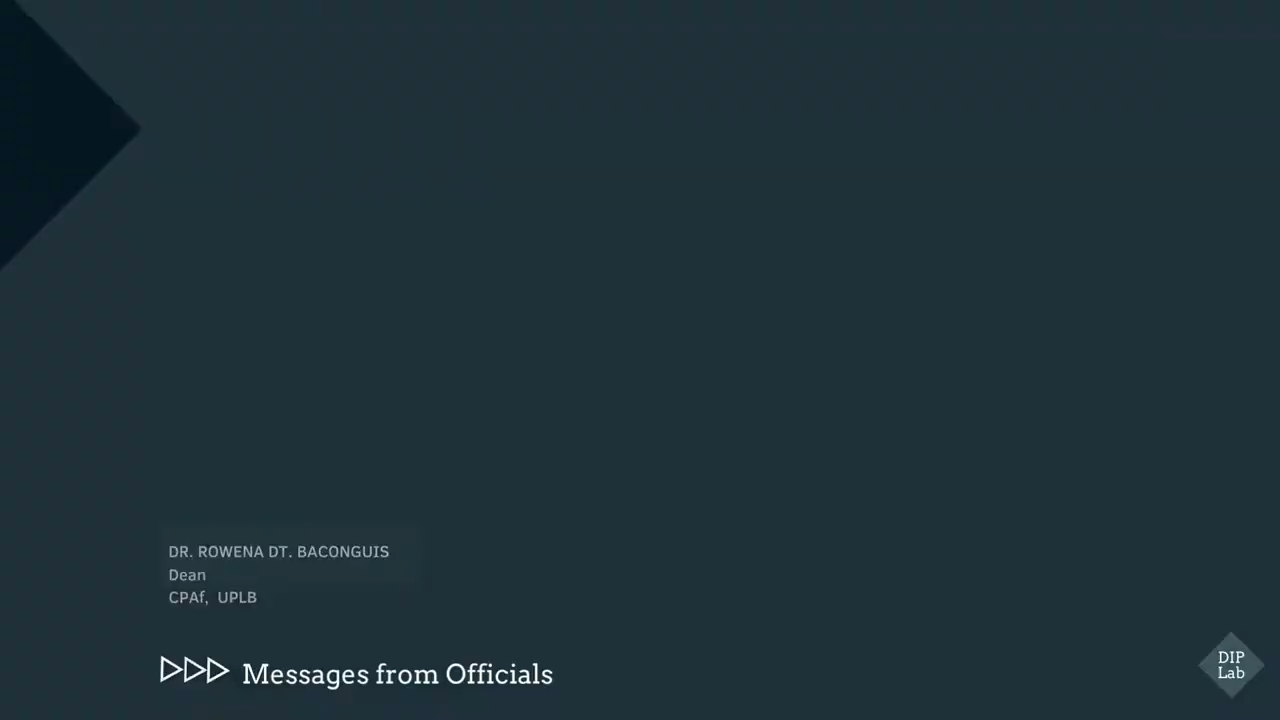 DR. ROWENA DT. BACONGUIS
Dean
CPAf, UPLB
Messages from Officials
DIP
Lab